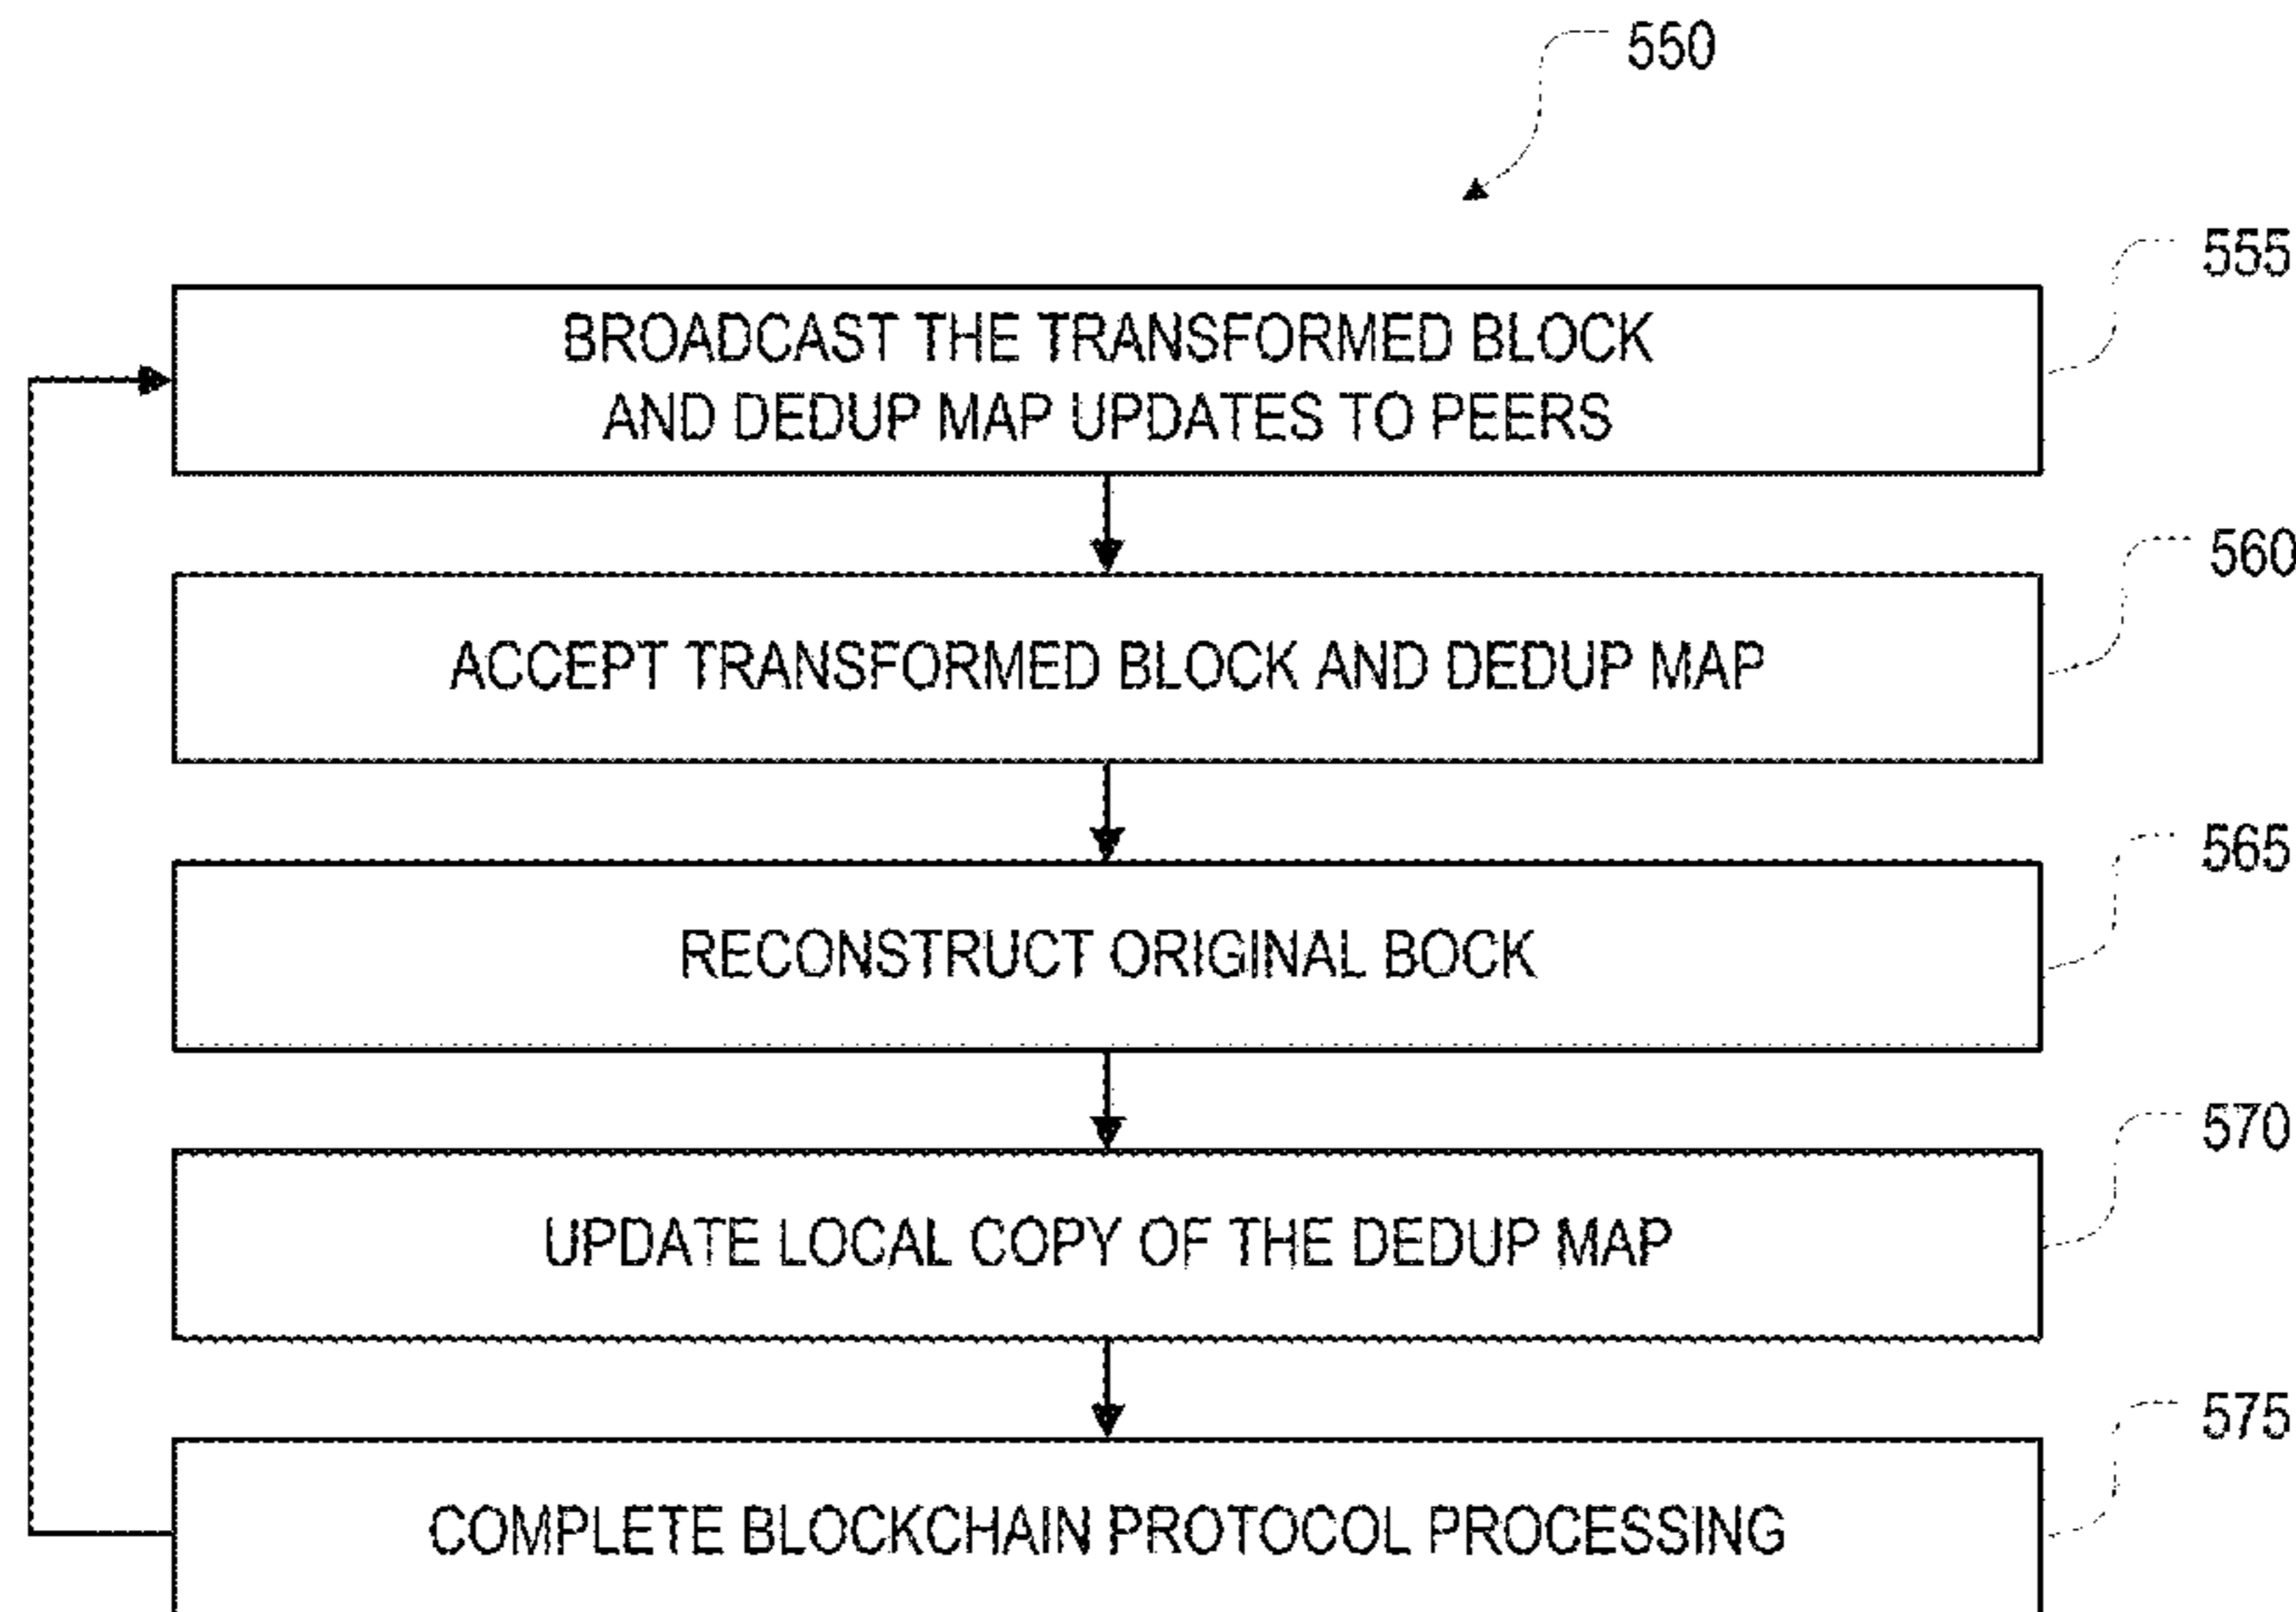 550
555
BROADCAST THE TRANSFORMED BLOCK
AND DEDUP MAP UPDATES TO PEERS
560
ACCEPT TRANSFORMED BLOCK AND DEDUP MAP
565
RECONSTRUCT ORIGINAL BOCK
570
UPDATE LOCAL COPY OF THE DEDUP MAP
575
COMPLETE BLOCKCHAIN PROTOCOL PROCESSING